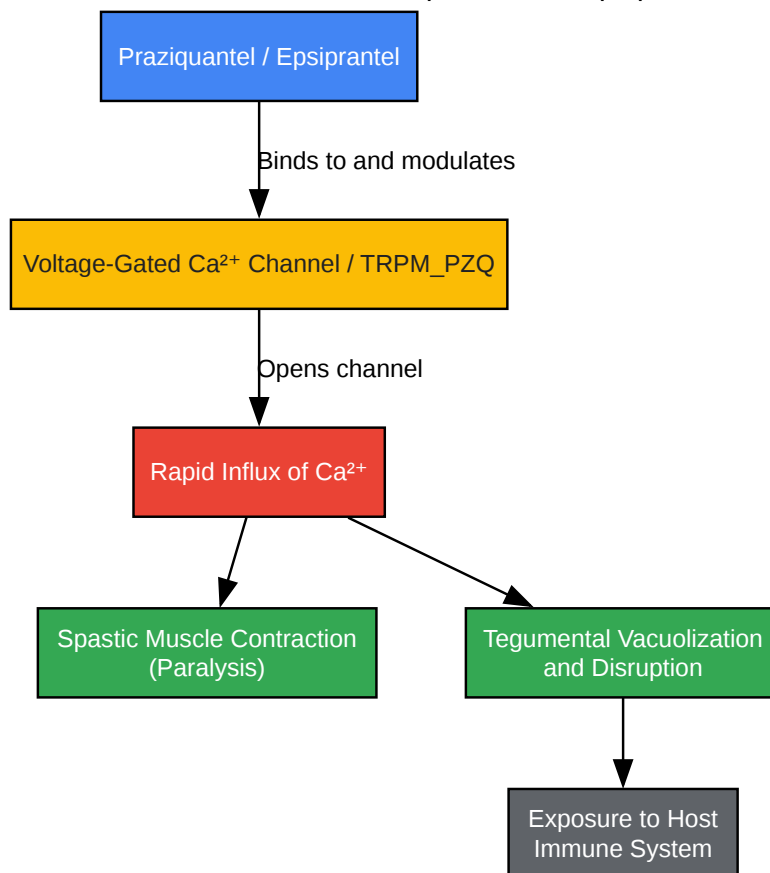 Praziquantel / Epsiprantel
Binds to and modulates
Voltage-Gated Ca²⁺ Channel / TRPM_PZQ
Opens channel
Rapid Influx of Ca²⁺
Spastic Muscle Contraction
(Paralysis)
Tegumental Vacuolization
and Disruption
Exposure to Host
Immune System